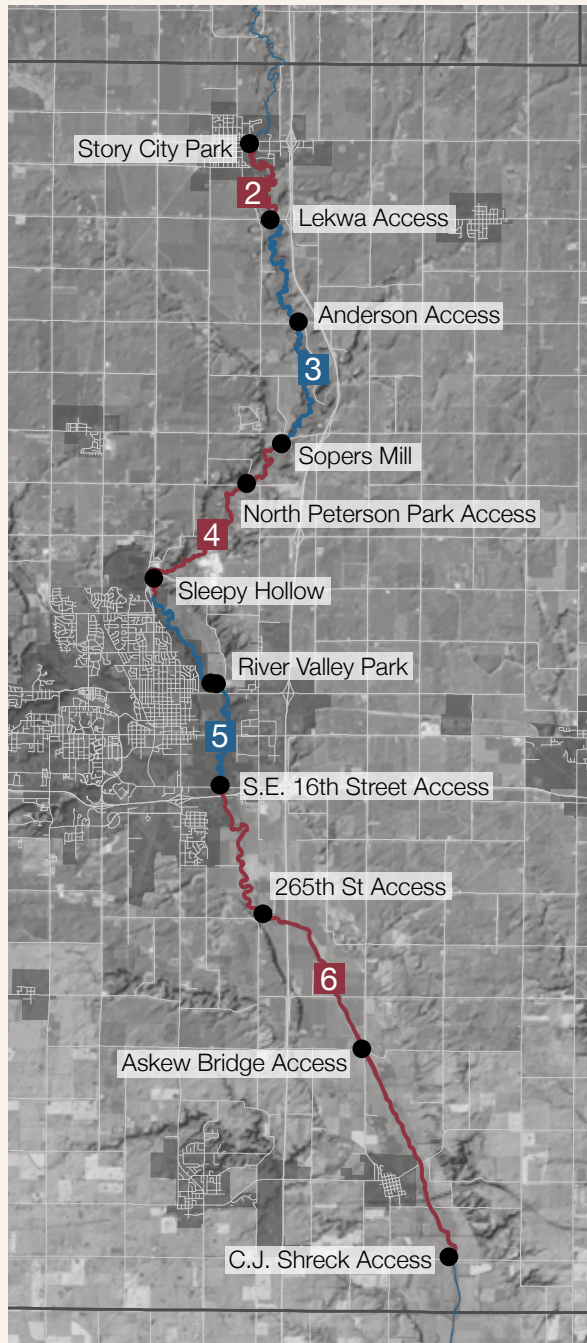 Story City Park
2
Lekwa Access
Anderson Access
3
Sopers Mill
North Peterson Park Access
4
Sleepy Hollow
River Valley Park
5
S.E. 16th Street Access
265th St Access
6
Askew Bridge Access
C.J. Shreck Access